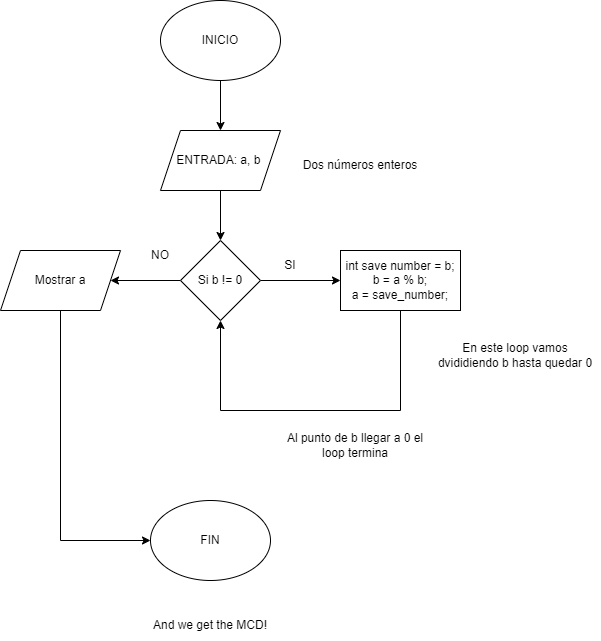 INICIO
ENTRADA: a, b
Dos números enteros
NO
SI
Mostrar a
Si b != 0
int save number = b;
b = a % b;
a = save_number;
En este loop vamos
dvididiendo b hasta quedar 0
Al punto de b llegar a 0 el
loop termina
FIN
And we get the MCD!